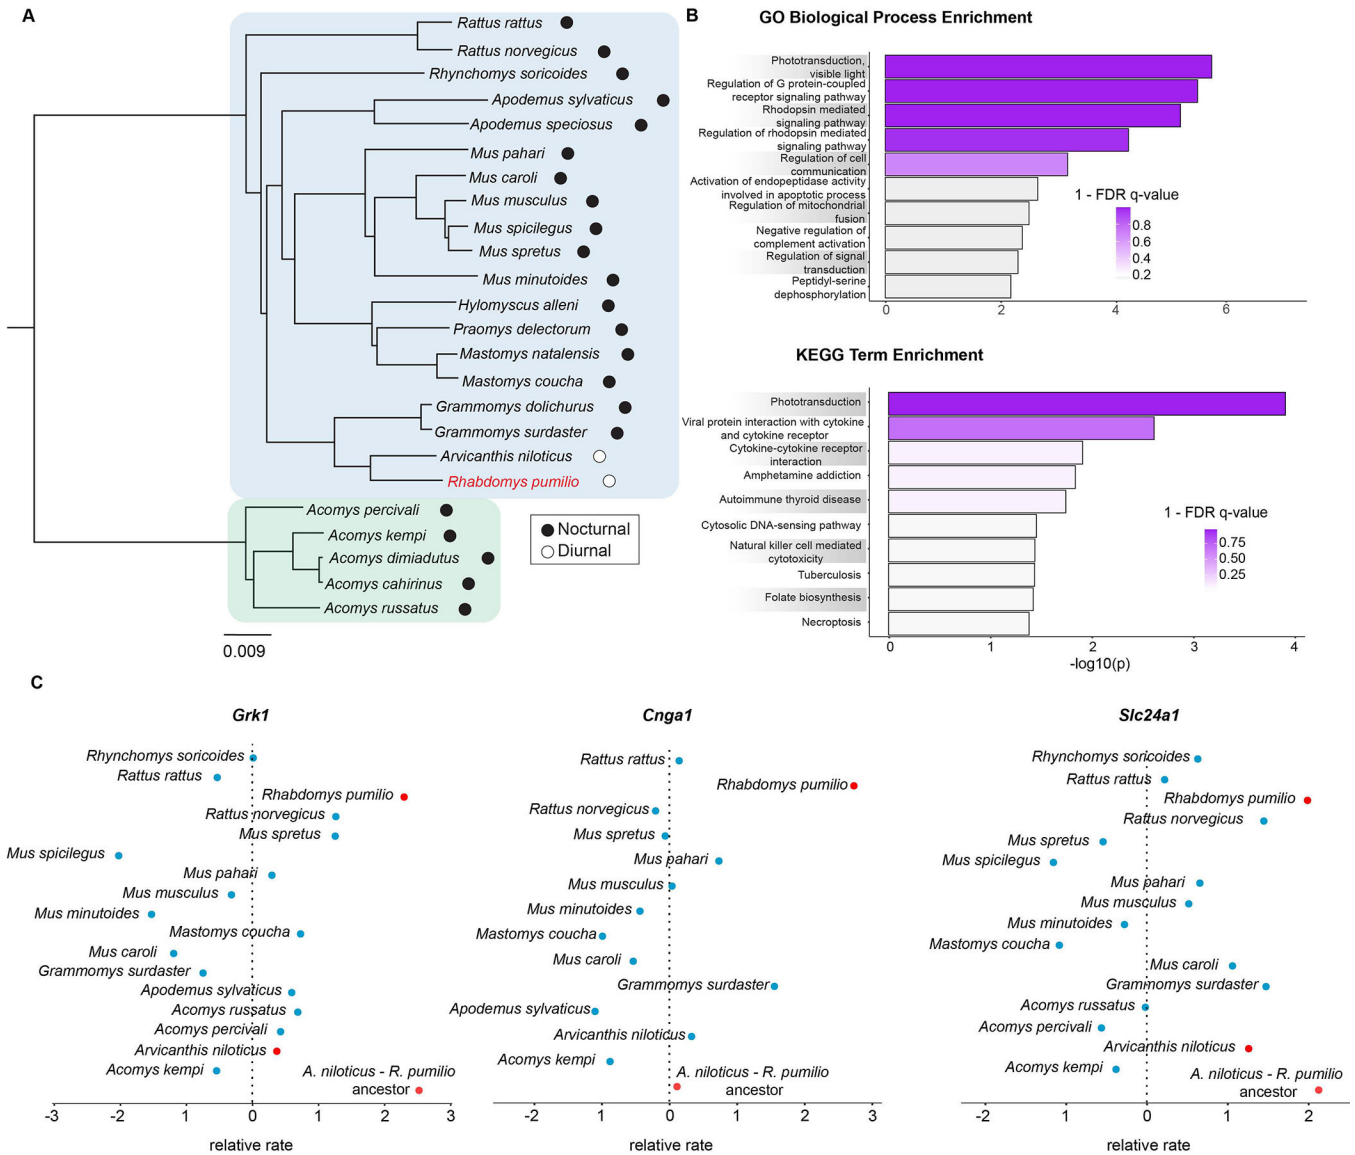 A
Rattus rattus
Rattus norvegicus
Rhynchomys soricoides
Apodemus sylvaticus
Apodemus speciosus
Mus pahari
Mus caroli
Mus musculus
Mus spicilegus
Mus spretus
Mus minutoides
Hylomyscus alleni
Praomys delectorum
Mastomys natalensis
Mastomys coucha
Grammomys dolichurus
Grammomys surdaster
Arvicanthis niloticus
Rhabdomys pumilio
Acomys percivali
Acomys kempi
Acomys dimiadutus
Acomys cahirinus
Acomys russatus
Nocturnal
Diurnal
0.009
B
GO Biological Process Enrichment
Phototransduction,
visible light
Regulation of G protein-coupled
receptor signaling pathway
Rhodopsin mediated
signaling pathway
Regulation of rhodopsin mediated
signaling pathway
Regulation of cell
communication
Activation of endopeptidase activity
involved in apoptotic process
Regulation of mitochondrial
fusion
Negative regulation of
complement activation
Regulation of signal
transduction
Peptidyl-serine
dephosphorylation
1 - FDR q-value
0.8
0.6
0.4
0.2
0 2 4 6
KEGG Term Enrichment
Phototransduction
Viral protein interaction with cytokine
and cytokine receptor
Cytokine-cytokine receptor
interaction
Amphetamine addiction
Autoimmune thyroid disease
Cytosolic DNA-sensing pathway
Natural killer cell mediated
cytotoxicity
Tuberculosis
Folate biosynthesis
Necroptosis
1 - FDR q-value
0.75
0.50
0.25
0 1 2 3 4
-log10(p)
C
Grk1
Rhynchomys soricoides
Rattus rattus
Rhabdomys pumilio
Rattus norvegicus
Mus spretus
Mus spicilegus
Mus pahari
Mus musculus
Mus minutoides
Mastomys coucha
Mus caroli
Grammomys surdaster
Apodemus sylvaticus
Acomys russatus
Acomys percivali
Arvicanthis niloticus
Acomys kempi
A. niloticus - R. pumilio
ancestor
-3 -2 -1 0 1 2 3
relative rate
Cnga1
Rattus rattus
Rhabdomys pumilio
Rattus norvegicus
Mus spretus
Mus pahari
Mus musculus
Mus minutoides
Mastomys coucha
Mus caroli
Grammomys surdaster
Apodemus sylvaticus
Arvicanthis niloticus
Acomys kempi
A. niloticus - R. pumilio
ancestor
-2 -1 0 1 2 3
relative rate
Slc24a1
Rhynchomys soricoides
Rattus rattus
Rhabdomys pumilio
Rattus norvegicus
Mus spretus
Mus spicilegus
Mus pahari
Mus musculus
Mus minutoides
Mastomys coucha
Mus caroli
Grammomys surdaster
Acomys russatus
Acomys percivali
Arvicanthis niloticus
Acomys kempi
A. niloticus - R. pumilio
ancestor
-2 -1 0 1 2
relative rate